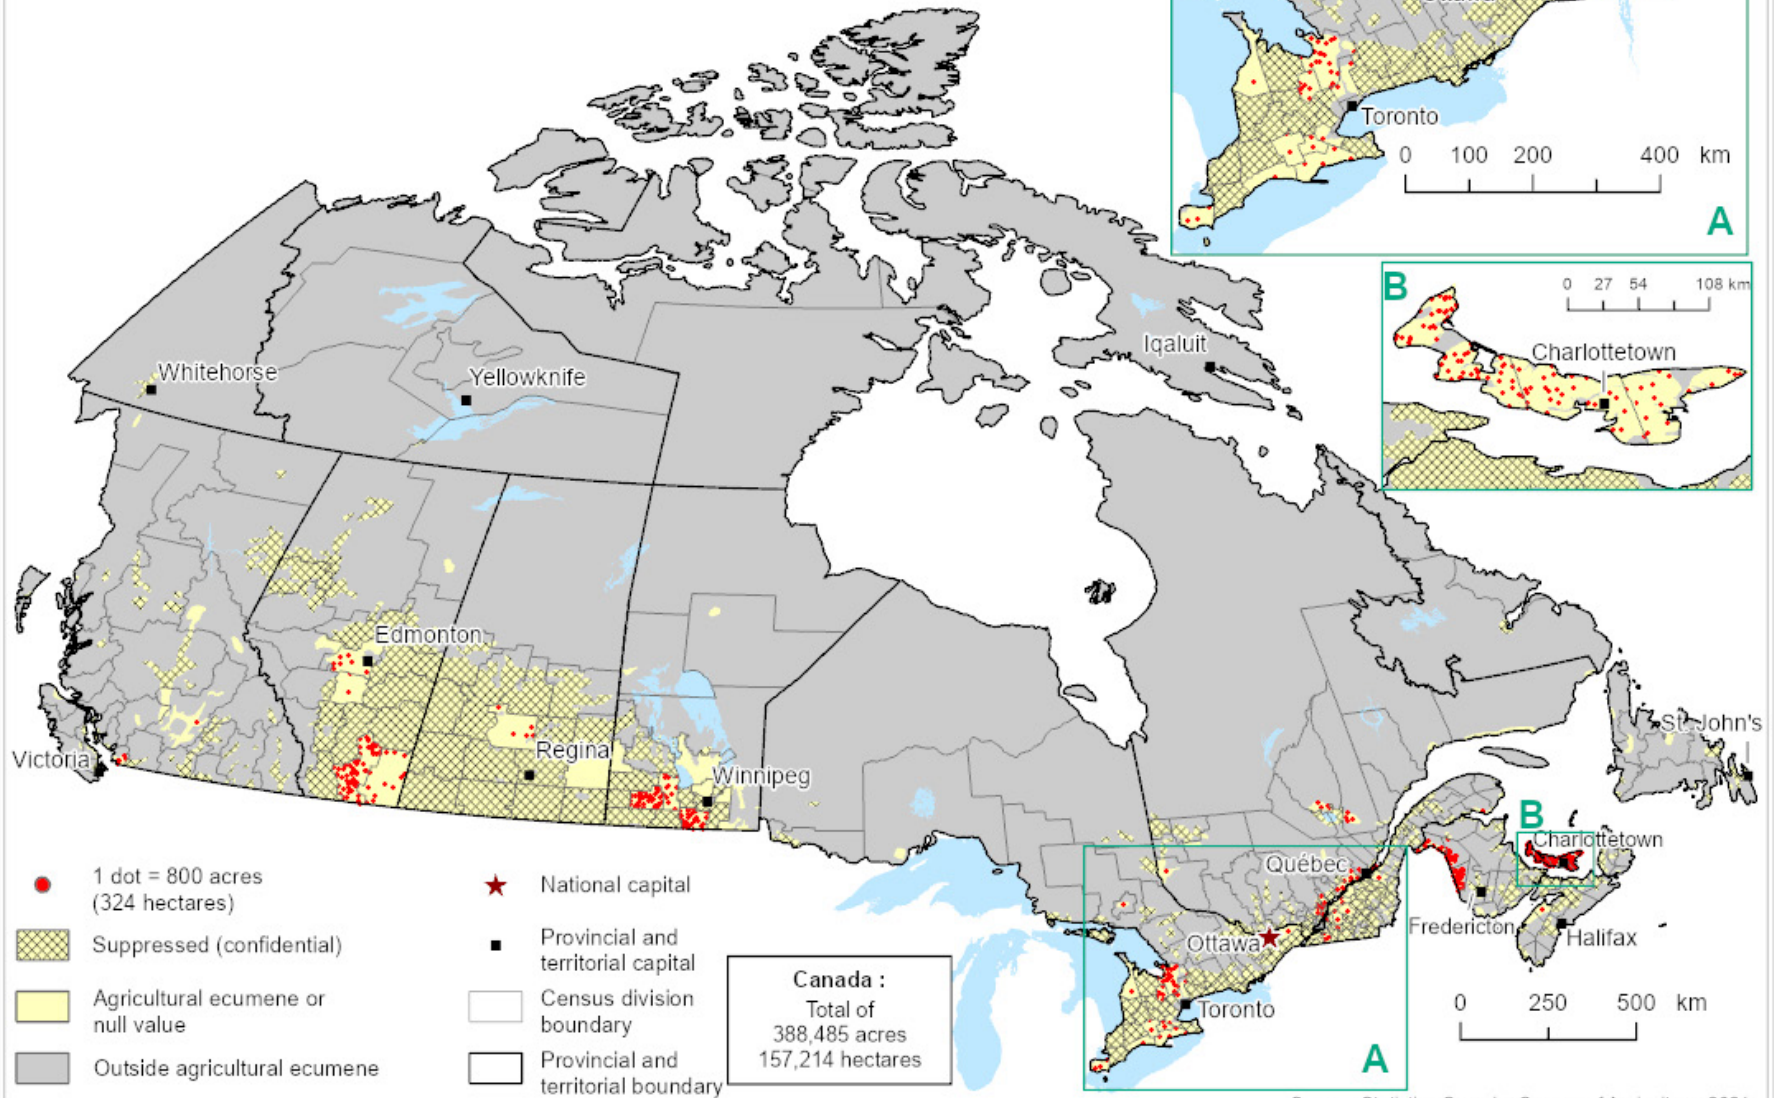 Toronto
0 100 200 400 km
A
B
0 27 54 108 km
Charlottetown
Iqaluit
Whitehorse
Yellowknife
Edmonton
Regina
Winnipeg
Victoria
St. John's
B
Charlottetown
Québec
Fredericton
Halifax
Ottawa
Toronto
A
0 250 500 km
1 dot = 800 acres
(324 hectares)
Suppressed (confidential)
Agricultural ecumene or
null value
Outside agricultural ecumene
National capital
Provincial and
territorial capital
Census division
boundary
Provincial and
territorial boundary
Canada :
Total of
388,485 acres
157,214 hectares